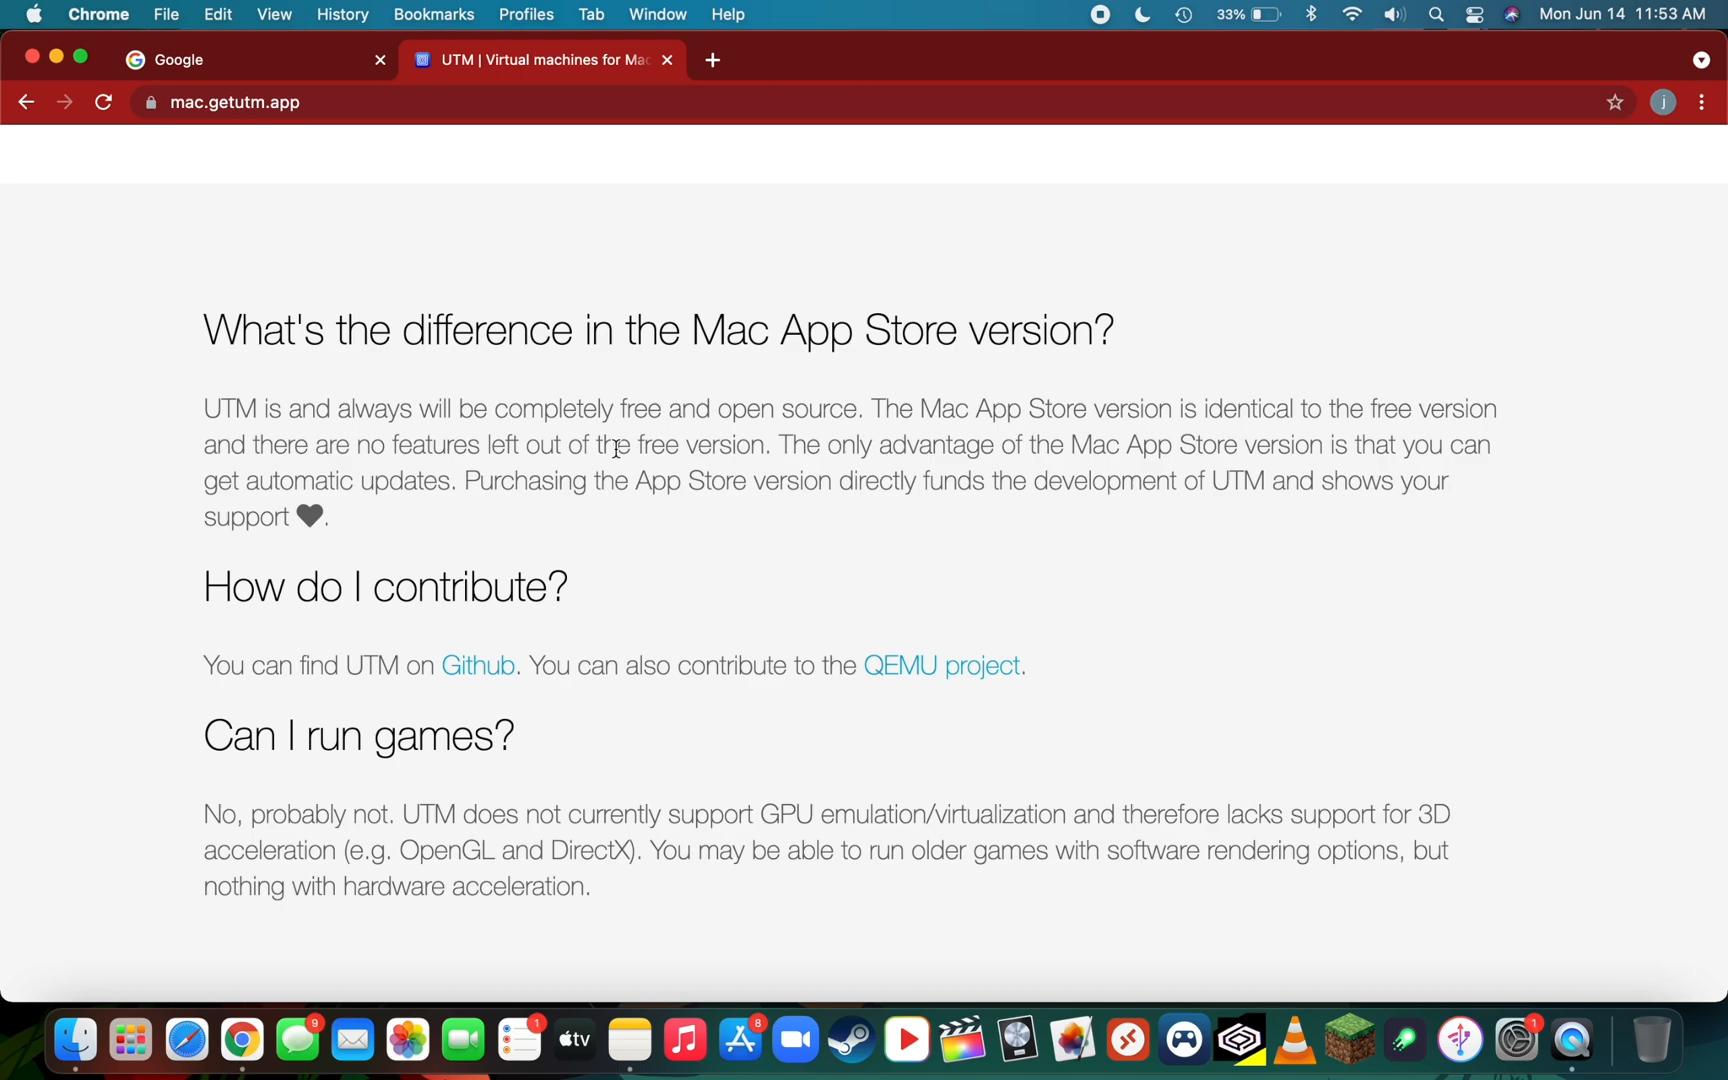 Chrome File Edit View History Bookmarks Profiles Tab Window Help 33% Mon Jun 14 11:53 AM
Google UTM | Virtual machines for Mac
mac.getutm.app j
What's the difference in the Mac App Store version?
UTM is and always will be completely free and open source. The Mac App Store version is identical to the free version
and there are no features left out of the free version. The only advantage of the Mac App Store version is that you can
get automatic updates. Purchasing the App Store version directly funds the development of UTM and shows your
support ♥.
How do I contribute?
You can find UTM on Github. You can also contribute to the QEMU project.
Can I run games?
No, probably not. UTM does not currently support GPU emulation/virtualization and therefore lacks support for 3D
acceleration (e.g. OpenGL and DirectX). You may be able to run older games with software rendering options, but
nothing with hardware acceleration.
9 1 tv 8 1